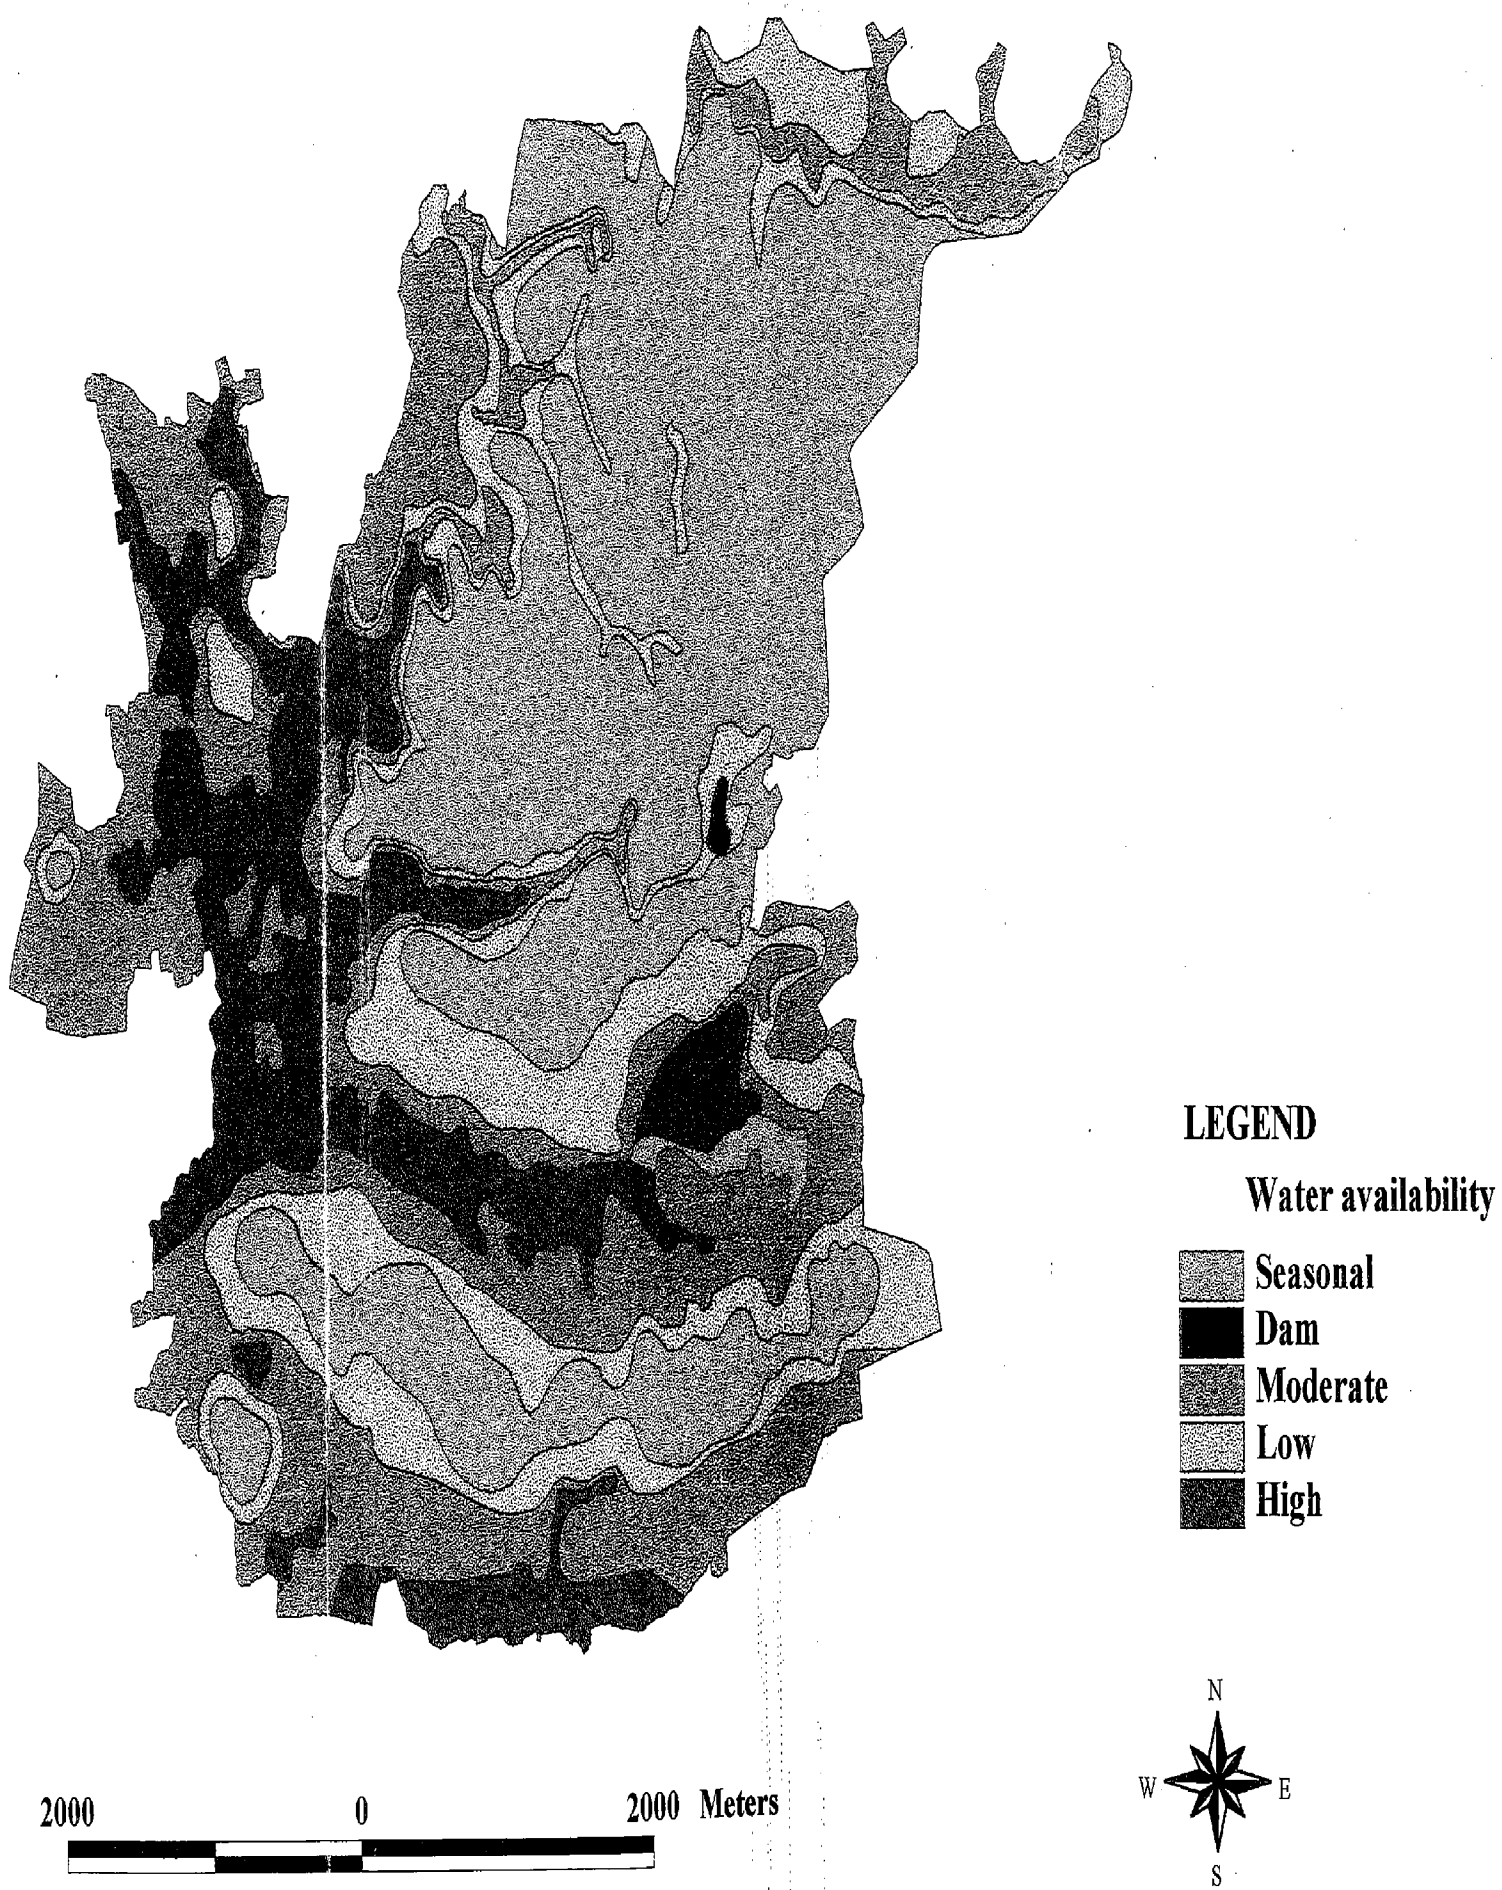 LEGEND
Water availability
Seasonal
Dam
Moderate
Low
High
N
W E
S
2000 0 2000 Meters